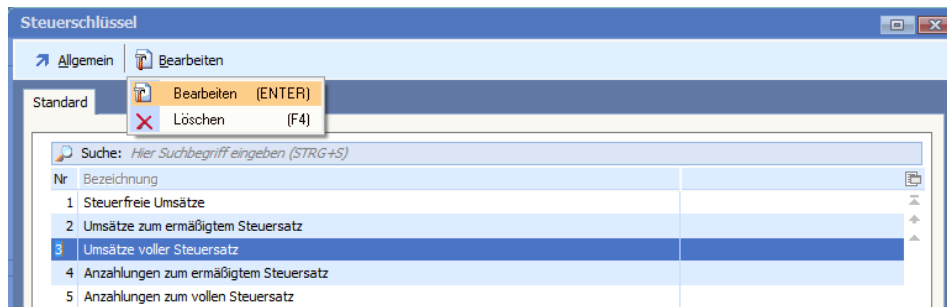 Steuerschlüssel
Allgemein Bearbeiten
Bearbeiten (ENTER)
Standard
Löschen (F4)
Suche: Hier Suchbegriff eingeben (STRG+S)
Nr Bezeichnung
1 Steuerfreie Umsätze
2 Umsätze zum ermäßigtem Steuersatz
3 Umsätze voller Steuersatz
4 Anzahlungen zum ermäßigtem Steuersatz
5 Anzahlungen zum vollen Steuersatz